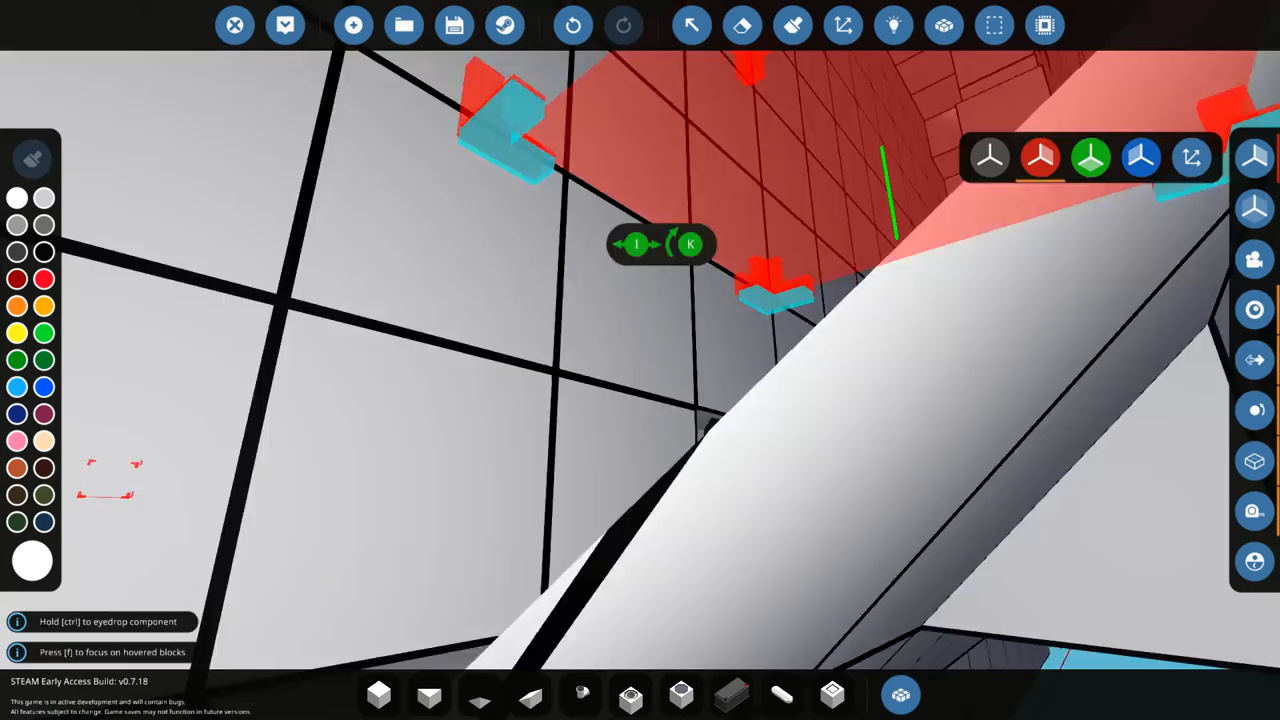 I K
Hold [ctrl] to eyedrop component
Press [f] to focus on hovered blocks
STEAM Early Access Build: v0.7.18
This game is in active development and will contain bugs.
All features subject to change. Game saves may not function in future versions.